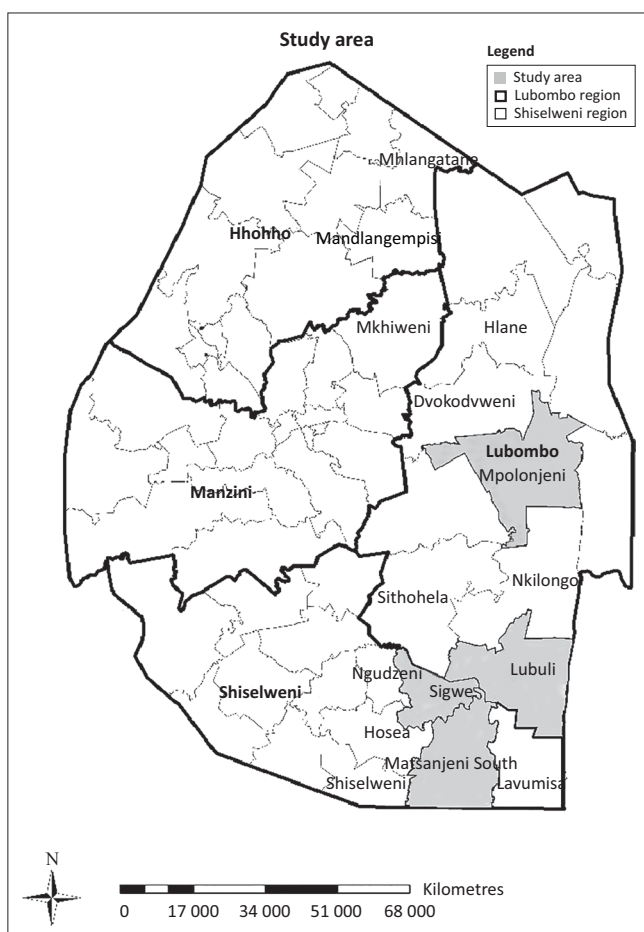 Study area
Legend
Study area
Lubombo region
Shiselweni region
Mhlangatane
Hhohho
Mandlangempisi
Mkhiweni
Hlane
Dvokodvweni
Lubombo
Mpolonjeni
Manzini
Nkilongo
Sithohela
Ngudzeni
Lubuli
Shiselweni
Sigwe
Hosea
Matsanjeni South
Shiselweni
Lavumisa
N
Kilometres
0 17 000 34 000 51 000 68 000